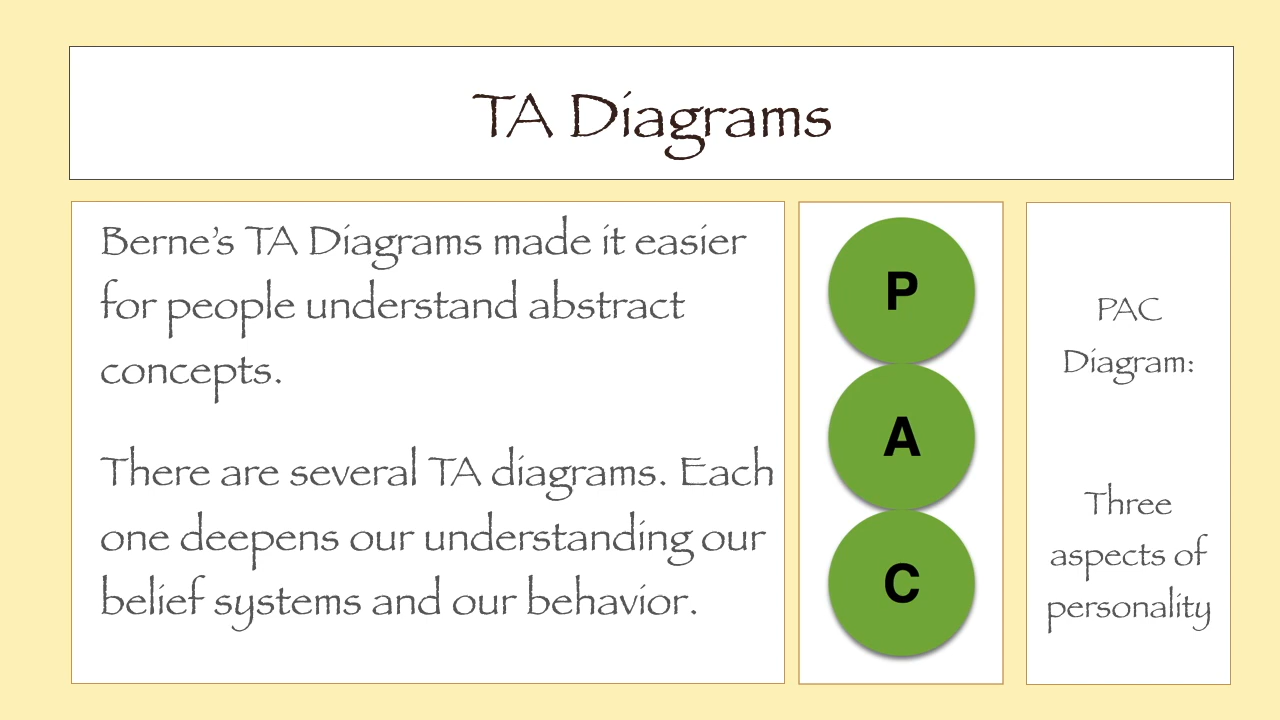 TA Diagrams
Berne's TA Diagrams made it easier
for people understand abstract
concepts.
There are several TA diagrams. Each
one deepens our understanding our
belief systems and our behavior.
P
A
C
PAC
Diagram:
Three
aspects of
personality